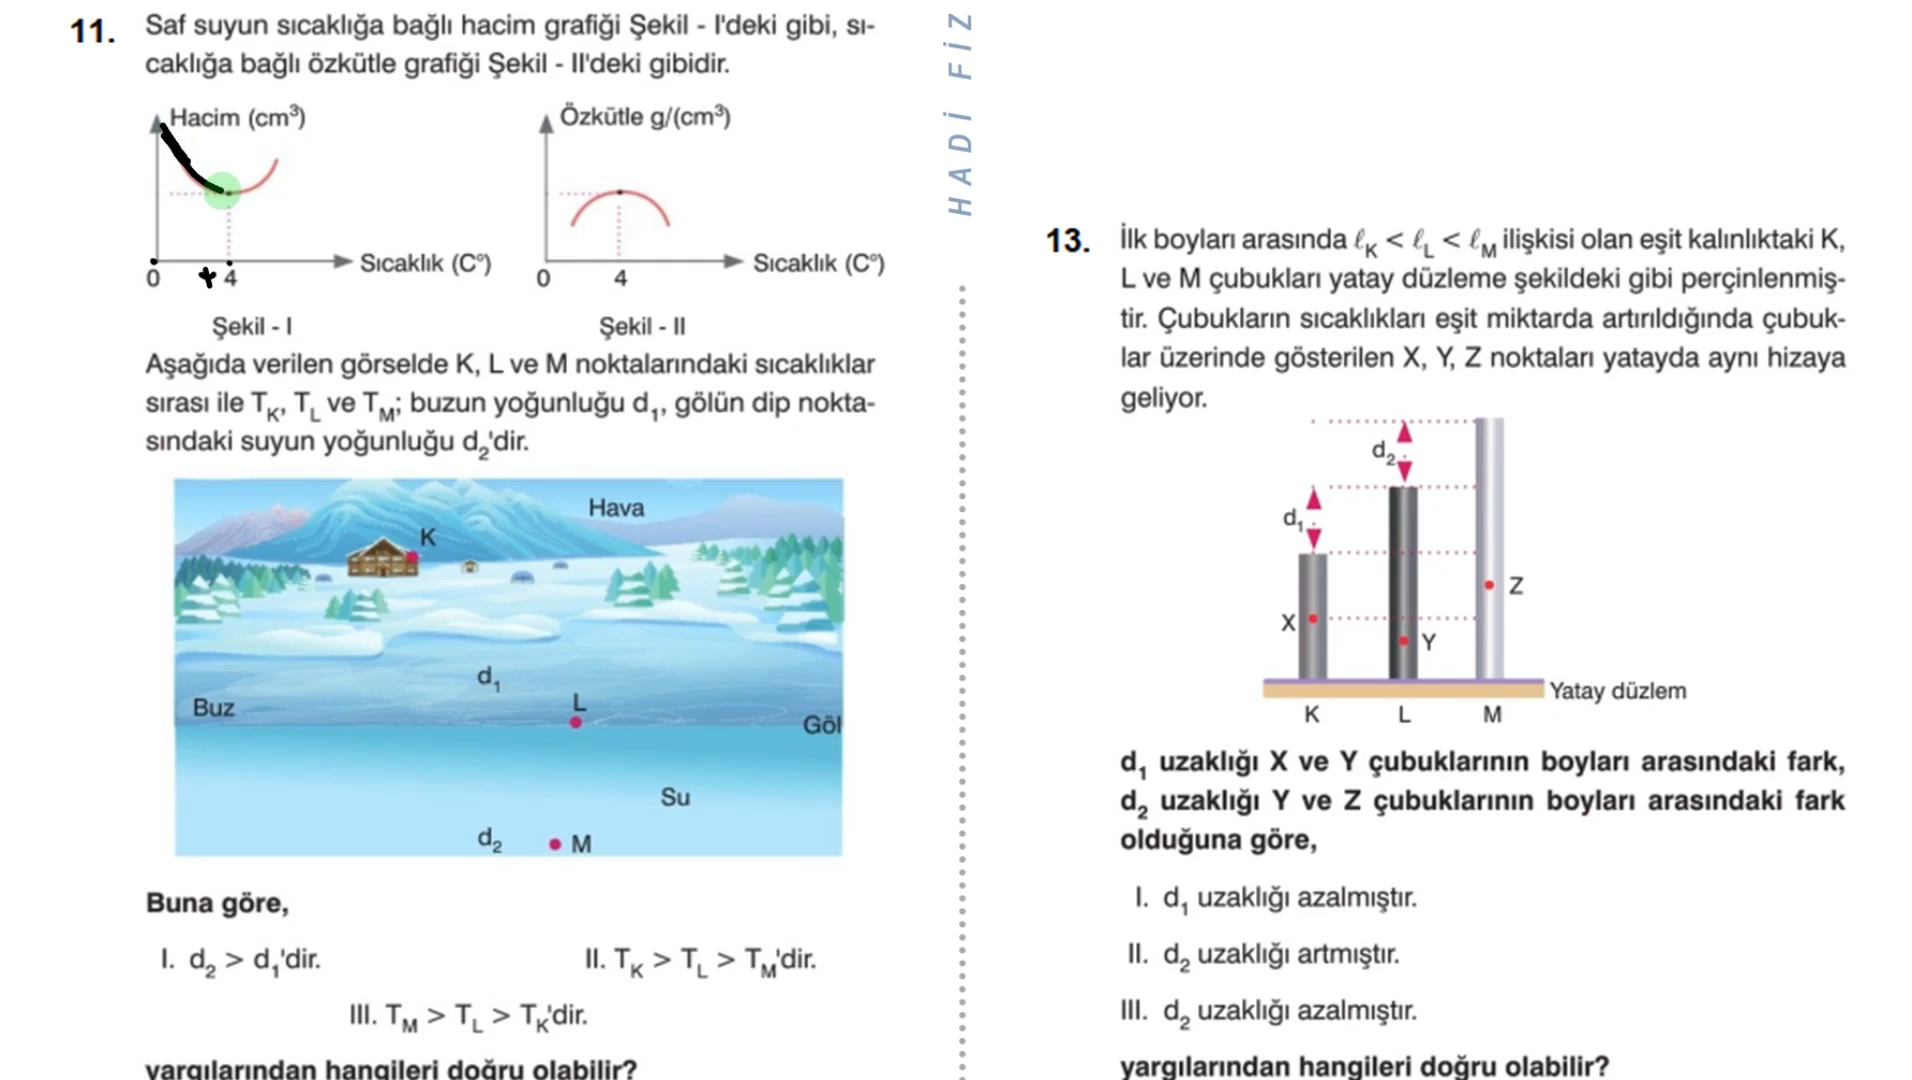 11. Saf suyun sıcaklığa bağlı hacim grafiği Şekil - I'deki gibi, sı-
caklığa bağlı özkütle grafiği Şekil - II'deki gibidir.
Hacim (cm³)
Özkütle g/(cm³)
0 4 4 Sıcaklık (C°)
0 4 Sıcaklık (C°)
Şekil - I
Şekil - II
Aşağıda verilen görselde K, L ve M noktalarındaki sıcaklıklar
sırası ile T_K, T_L ve T_M; buzun yoğunluğu d₁, gölün dip nokta-
sındaki suyun yoğunluğu d₂'dir.
Hava
K
d₁
L
Buz
Göl
Su
d₂
M
Buna göre,
I. d₂ > d₁'dir.
II. T_K > T_L > T_M'dir.
III. T_M > T_L > T_K'dir.
yargılarından hangileri doğru olabilir?
HADİ FİZ
13. İlk boyları arasında ℓ_K < ℓ_L < ℓ_M ilişkisi olan eşit kalınlıktaki K,
L ve M çubukları yatay düzleme şekildeki gibi perçinlenmiş-
tir. Çubukların sıcaklıkları eşit miktarda artırıldığında çubuk-
lar üzerinde gösterilen X, Y, Z noktaları yatayda aynı hizaya
geliyor.
d₂
d₁
Z
X
Y
Yatay düzlem
K L M
d₁ uzaklığı X ve Y çubuklarının boyları arasındaki fark,
d₂ uzaklığı Y ve Z çubuklarının boyları arasındaki fark
olduğuna göre,
I. d₁ uzaklığı azalmıştır.
II. d₂ uzaklığı artmıştır.
III. d₂ uzaklığı azalmıştır.
yargılarından hangileri doğru olabilir?